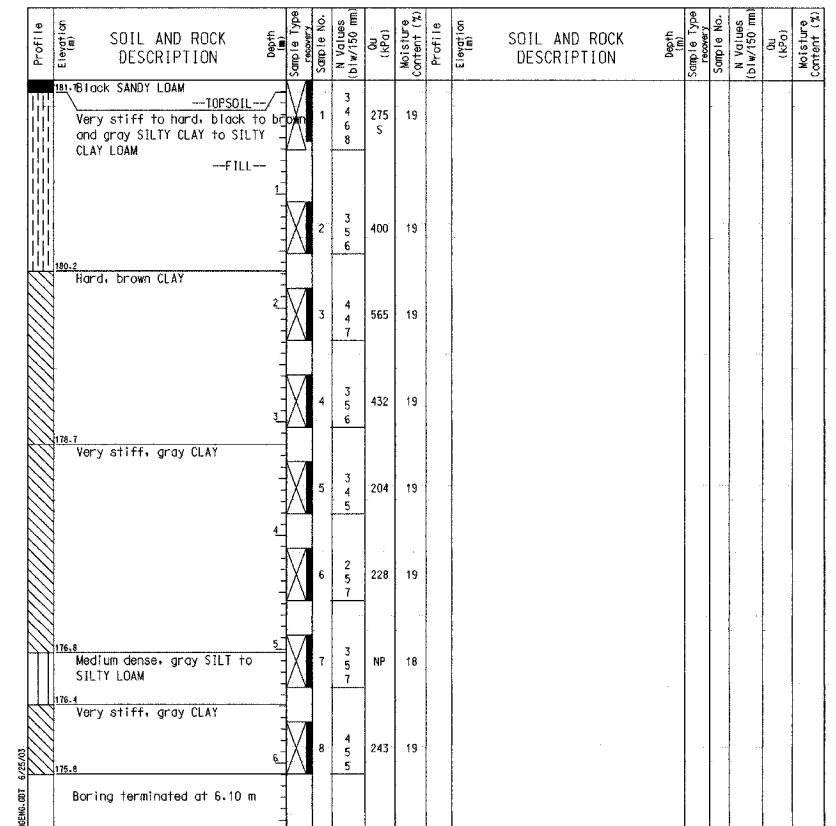 Profile Elevation (m) SOIL AND ROCK DESCRIPTION Depth (m) Sample Type recovery Sample No. N Values (blw/150 mm) Qu (kPa) Moisture Content (%) Profile Elevation (m) SOIL AND ROCK DESCRIPTION Depth (m) Sample Type recovery Sample No. N Values (blw/150 mm) Qu (kPa) Moisture Content (%)
Black SANDY LOAM
--TOPSOIL--
Very stiff to hard, black to brown
and gray SILTY CLAY to SILTY
CLAY LOAM
--FILL--
1 3 4 6 8 275 S 19
1
2 3 5 6 400 19
180.2
Hard, brown CLAY
2
3 4 4 7 565 19
4 3 5 6 432 19
3
178.7
Very stiff, gray CLAY
5 3 4 5 204 19
4
6 2 5 7 228 19
5
176.8
Medium dense, gray SILT to
SILTY LOAM
7 3 5 7 NP 18
176.4
Very stiff, gray CLAY
8 4 5 5 243 19
6
175.6
Boring terminated at 6.10 m
6/25/03